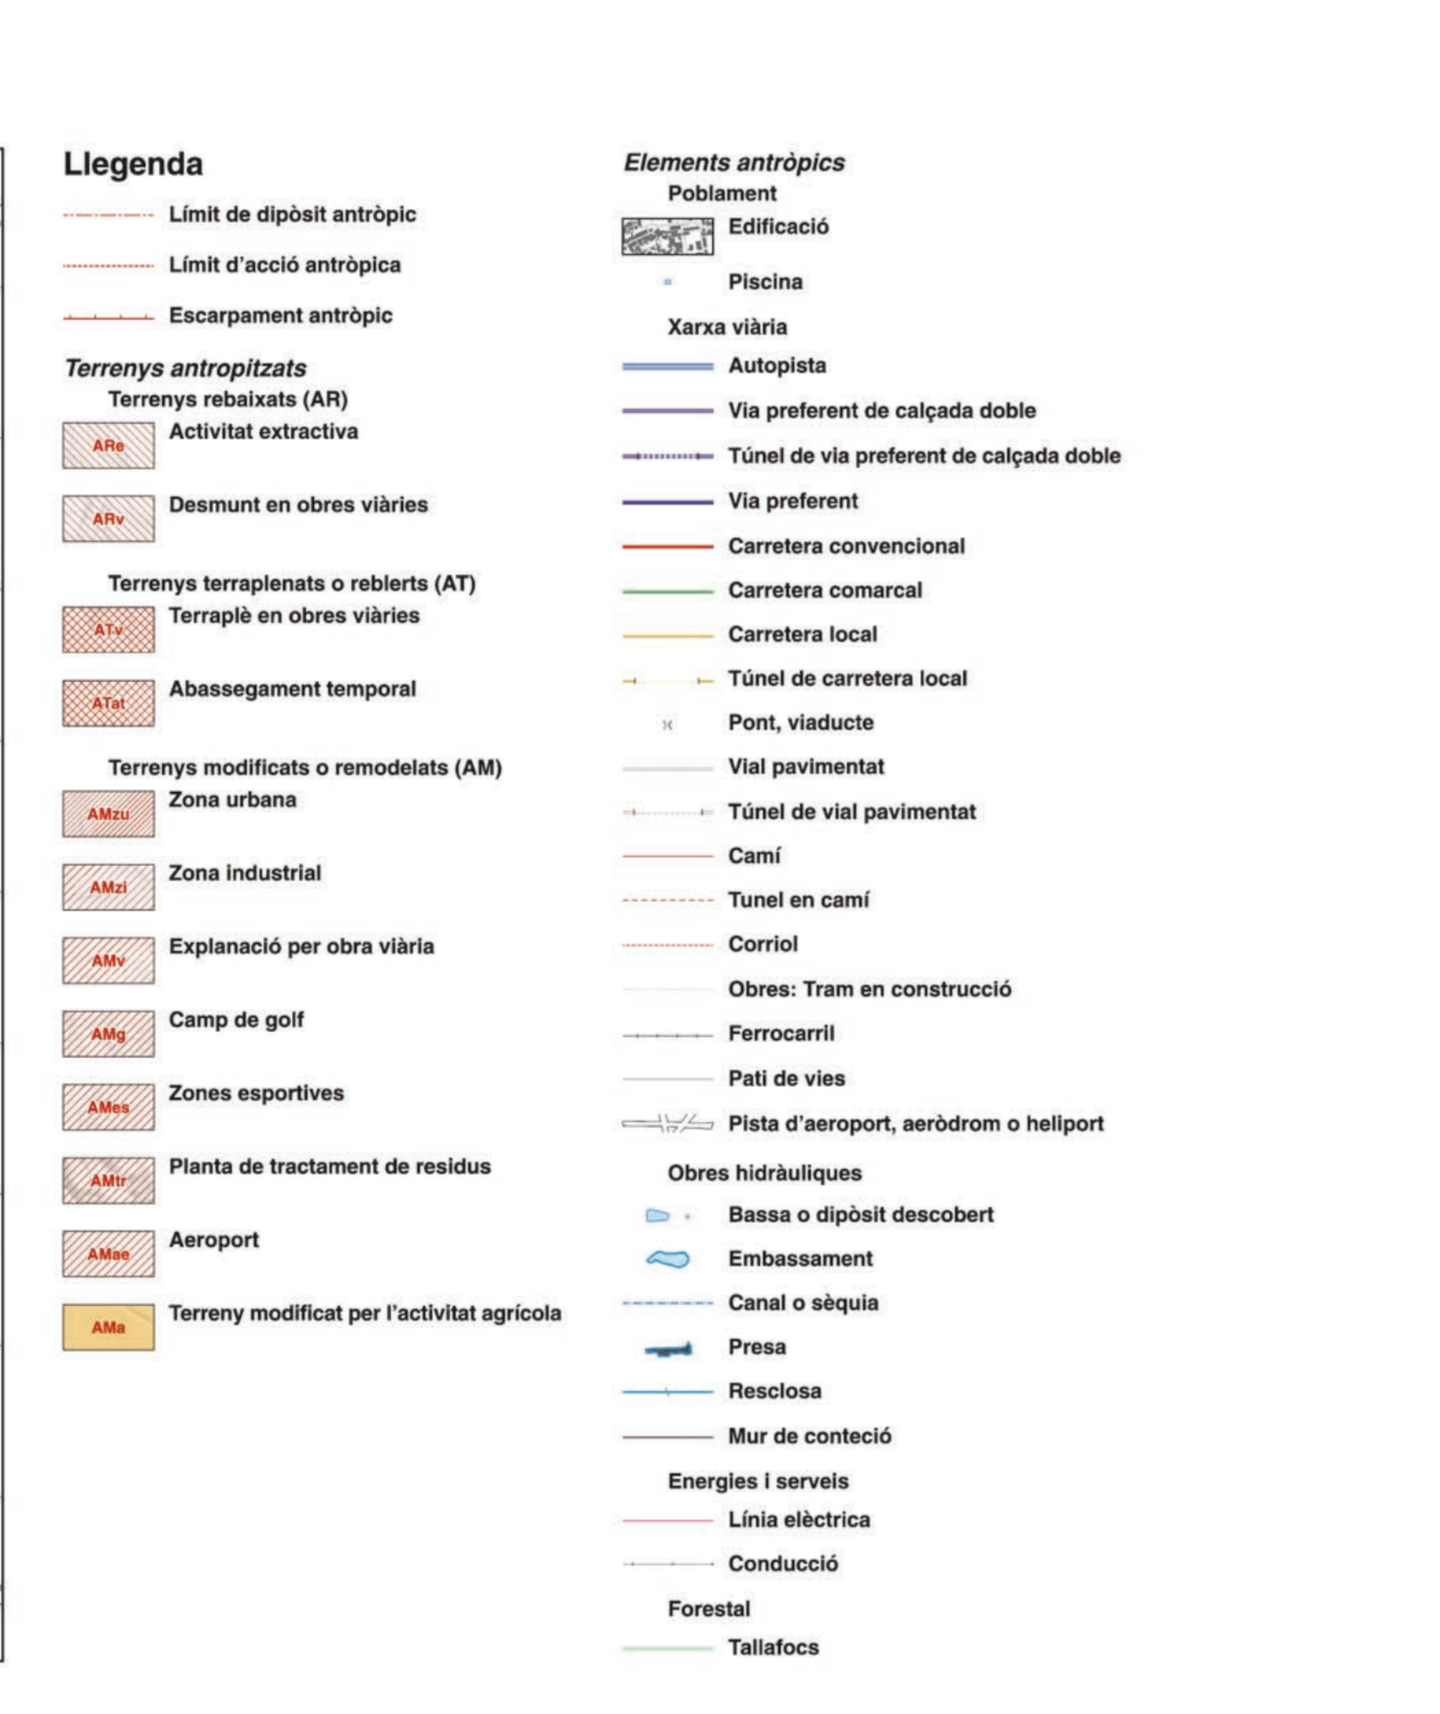 Llegenda
Límit de dipòsit antròpic
Límit d'acció antròpica
Escarpament antròpic
Terrenys antropitzats
Terrenys rebaixats (AR)
ARe Activitat extractiva
ARv Desmunt en obres viàries
Terrenys terraplenats o reblerts (AT)
ATv Terraplè en obres viàries
ATat Abassegament temporal
Terrenys modificats o remodelats (AM)
AMzu Zona urbana
AMzi Zona industrial
AMv Explanació per obra viària
AMg Camp de golf
AMes Zones esportives
AMtr Planta de tractament de residus
AMae Aeroport
AMa Terreny modificat per l'activitat agrícola
Elements antròpics
Poblament
Edificació
Piscina
Xarxa viària
Autopista
Via preferent de calçada doble
Túnel de via preferent de calçada doble
Via preferent
Carretera convencional
Carretera comarcal
Carretera local
Túnel de carretera local
Pont, viaducte
Vial pavimentat
Túnel de vial pavimentat
Camí
Tunel en camí
Corriol
Obres: Tram en construcció
Ferrocarril
Pati de vies
Pista d'aeroport, aeròdrom o heliport
Obres hidràuliques
Bassa o dipòsit descobert
Embassament
Canal o sèquia
Presa
Resclosa
Mur de conteció
Energies i serveis
Línia elèctrica
Conducció
Forestal
Tallafocs